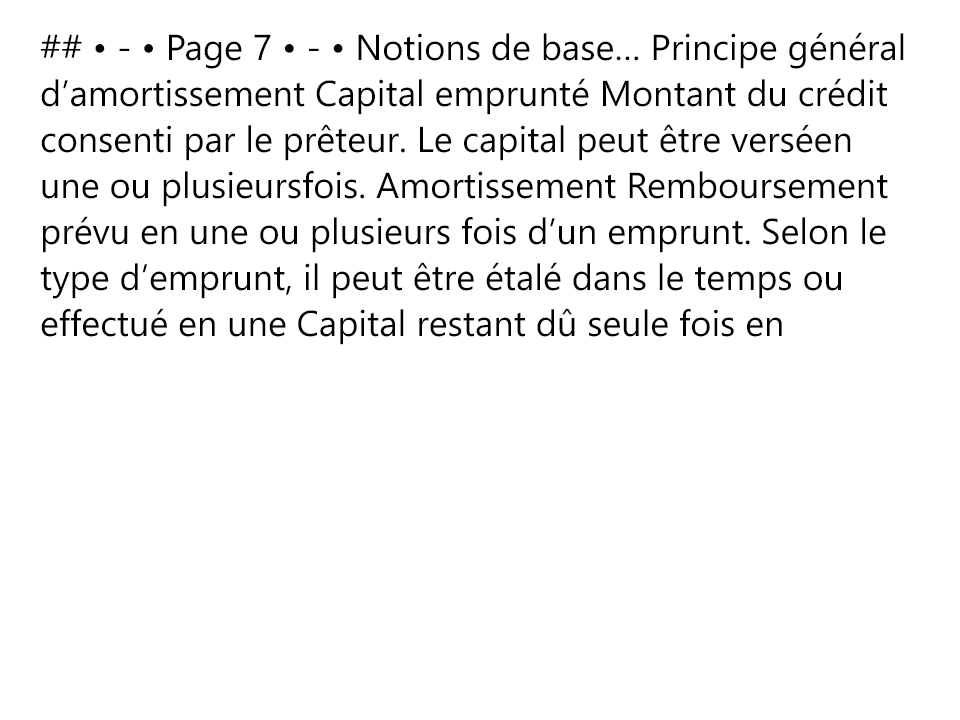 ## • - • Page 7 • - • Notions de base... Principe général
d’amortissement Capital emprunté Montant du crédit
consenti par le prêteur. Le capital peut être verséen
une ou plusieursfois. Amortissement Remboursement
prévu en une ou plusieurs fois d’un emprunt. Selon le
type d’emprunt, il peut être étalé dans le temps ou
effectué en une Capital restant dû seule fois en